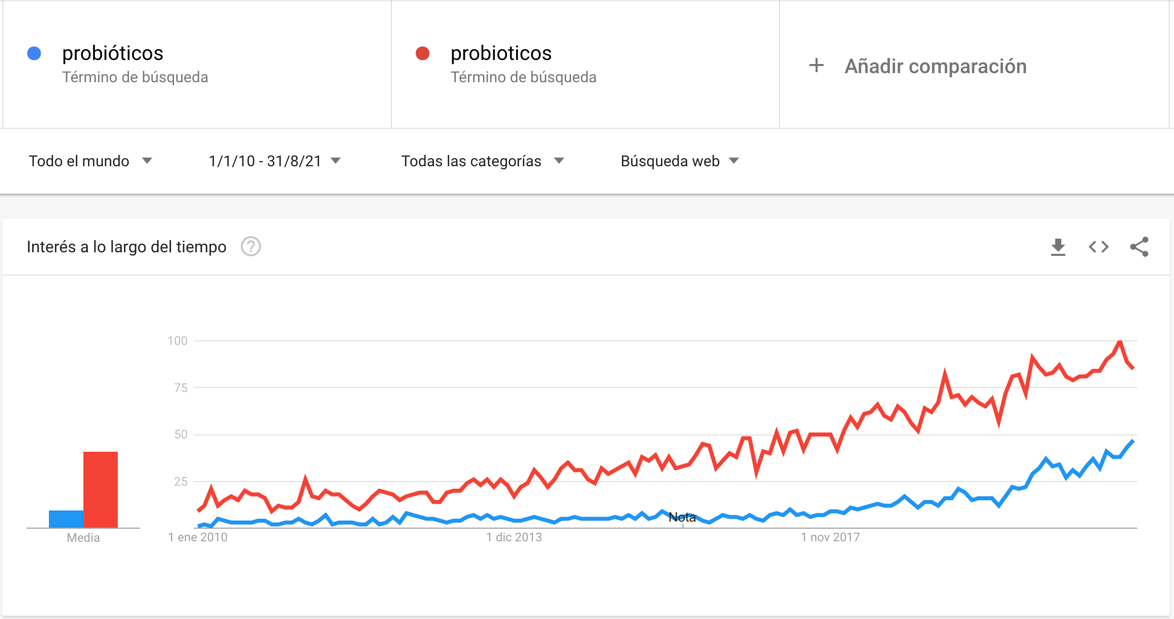 probióticos
Término de búsqueda
probioticos
Término de búsqueda
+ Añadir comparación
Todo el mundo
1/1/10 - 31/8/21
Todas las categorías
Búsqueda web
Interés a lo largo del tiempo ?
100
75
50
25
Nota
Media
1 ene 2010
1 dic 2013
1 nov 2017